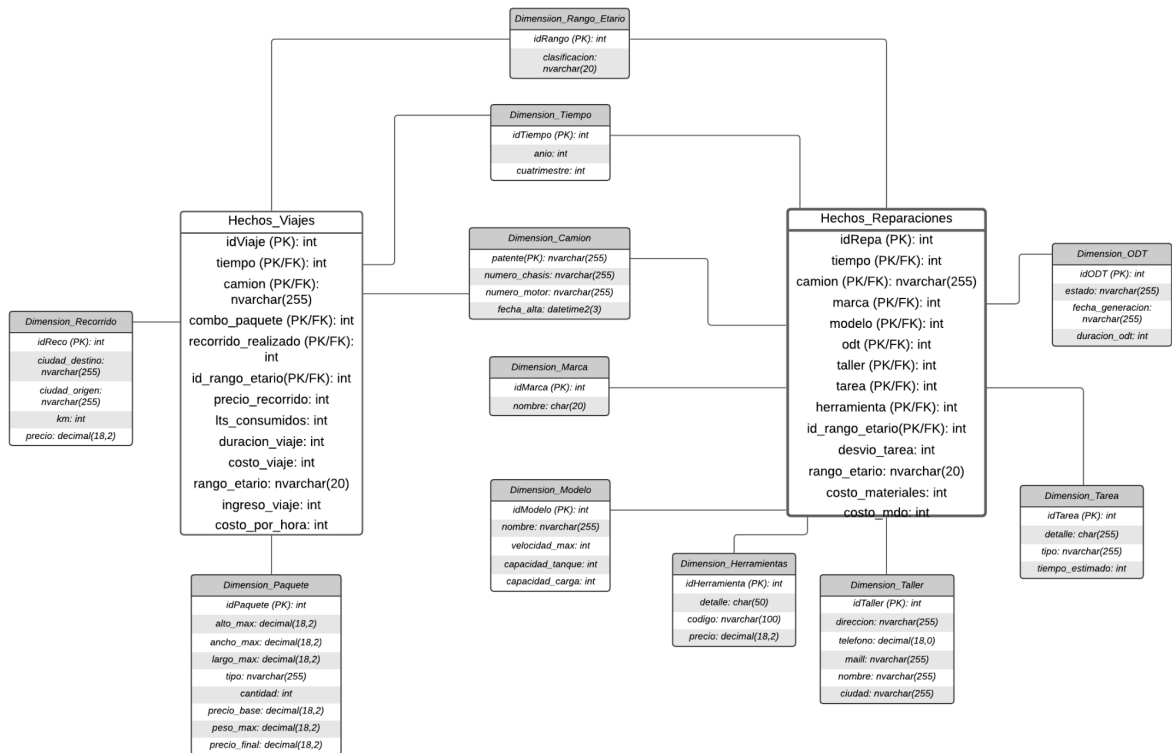 Dimensiion_Rango_Etario
idRango (PK): int
clasificacion:
nvarchar(20)
Dimension_Tiempo
idTiempo (PK): int
anio: int
cuatrimestre: int
Hechos_Viajes
idViaje (PK): int
tiempo (PK/FK): int
camion (PK/FK):
nvarchar(255)
combo_paquete (PK/FK): int
recorrido_realizado (PK/FK):
int
id_rango_etario(PK/FK): int
precio_recorrido: int
lts_consumidos: int
duracion_viaje: int
costo_viaje: int
rango_etario: nvarchar(20)
ingreso_viaje: int
costo_por_hora: int
Dimension_Camion
patente(PK): nvarchar(255)
numero_chasis: nvarchar(255)
numero_motor: nvarchar(255)
fecha_alta: datetime2(3)
Hechos_Reparaciones
idRepa (PK): int
tiempo (PK/FK): int
camion (PK/FK): nvarchar(255)
marca (PK/FK): int
modelo (PK/FK): int
odt (PK/FK): int
taller (PK/FK): int
tarea (PK/FK): int
herramienta (PK/FK): int
id_rango_etario(PK/FK): int
desvio_tarea: int
rango_etario: nvarchar(20)
costo_materiales: int
costo_mdo: int
Dimension_ODT
idODT (PK): int
estado: nvarchar(255)
fecha_generacion:
nvarchar(255)
duracion_odt: int
Dimension_Recorrido
idReco (PK): int
ciudad_destino:
nvarchar(255)
ciudad_origen:
nvarchar(255)
km: int
precio: decimal(18,2)
Dimension_Marca
idMarca (PK): int
nombre: char(20)
Dimension_Modelo
idModelo (PK): int
nombre: nvarchar(255)
velocidad_max: int
capacidad_tanque: int
capacidad_carga: int
Dimension_Tarea
idTarea (PK): int
detalle: char(255)
tipo: nvarchar(255)
tiempo_estimado: int
Dimension_Herramientas
idHerramienta (PK): int
detalle: char(50)
codigo: nvarchar(100)
precio: decimal(18,2)
Dimension_Taller
idTaller (PK): int
direccion: nvarchar(255)
telefono: decimal(18,0)
maill: nvarchar(255)
nombre: nvarchar(255)
ciudad: nvarchar(255)
Dimension_Paquete
idPaquete (PK): int
alto_max: decimal(18,2)
ancho_max: decimal(18,2)
largo_max: decimal(18,2)
tipo: nvarchar(255)
cantidad: int
precio_base: decimal(18,2)
peso_max: decimal(18,2)
precio_final: decimal(18,2)